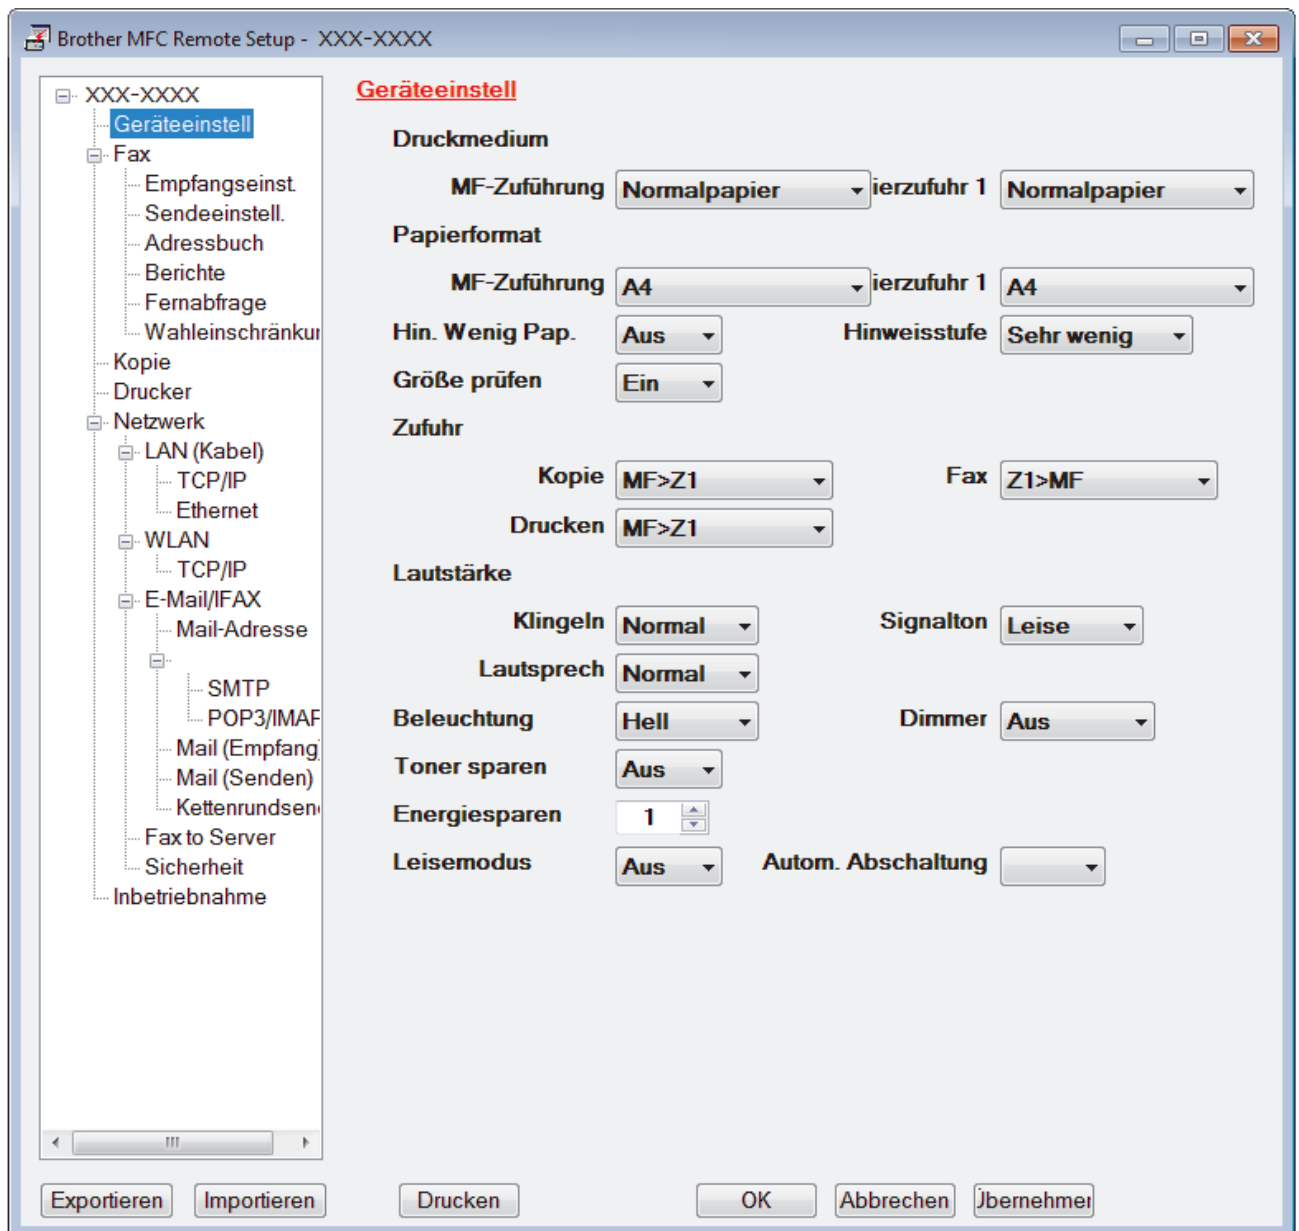 Brother MFC Remote Setup - XXX-XXXX
XXX-XXXX
Geräteeinstell
Fax
Empfangseinst.
Sendeeinstell.
Adressbuch
Berichte
Fernabfrage
Wahleinschränkun
Kopie
Drucker
Netzwerk
LAN (Kabel)
TCP/IP
Ethernet
WLAN
TCP/IP
E-Mail/IFAX
Mail-Adresse
SMTP
POP3/IMAP
Mail (Empfang)
Mail (Senden)
Kettenrundsen
Fax to Server
Sicherheit
Inbetriebnahme
Geräteeinstell
Druckmedium
MF-Zuführung Normalpapier ierzufuhr 1 Normalpapier
Papierformat
MF-Zuführung A4 ierzufuhr 1 A4
Hin. Wenig Pap. Aus Hinweisstufe Sehr wenig
Größe prüfen Ein
Zufuhr
Kopie MF>Z1 Fax Z1>MF
Drucken MF>Z1
Lautstärke
Klingeln Normal Signalton Leise
Lautsprech Normal
Beleuchtung Hell Dimmer Aus
Toner sparen Aus
Energiesparen 1
Leisemodus Aus Autom. Abschaltung
Exportieren Importieren Drucken OK Abbrechen Übernehmen